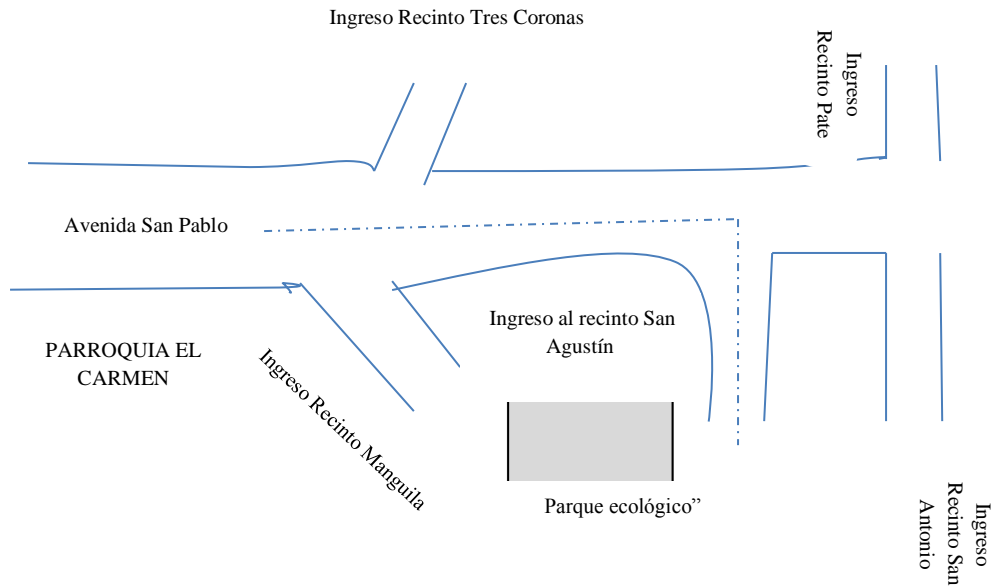 Ingreso Recinto Tres Coronas
Ingreso
Recinto Pate
Avenida San Pablo
Ingreso al recinto San
Agustín
PARROQUIA EL
CARMEN
Ingreso Recinto Manguila
Parque ecológico”
Ingreso
Recinto San
Antonio